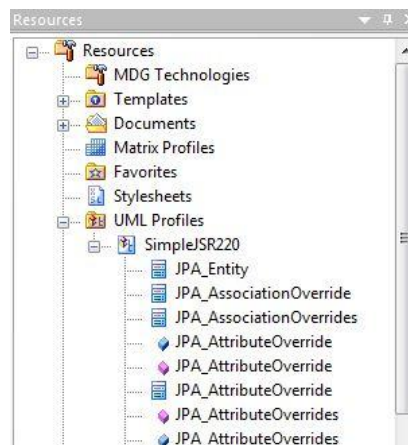 Resources
Resources
MDG Technologies
Templates
Documents
Matrix Profiles
Favorites
Stylesheets
UML Profiles
SimpleJSR220
JPA_Entity
JPA_AssociationOverride
JPA_AssociationOverrides
JPA_AttributeOverride
JPA_AttributeOverride
JPA_AttributeOverride
JPA_AttributeOverrides
JPA_AttributeOverrides